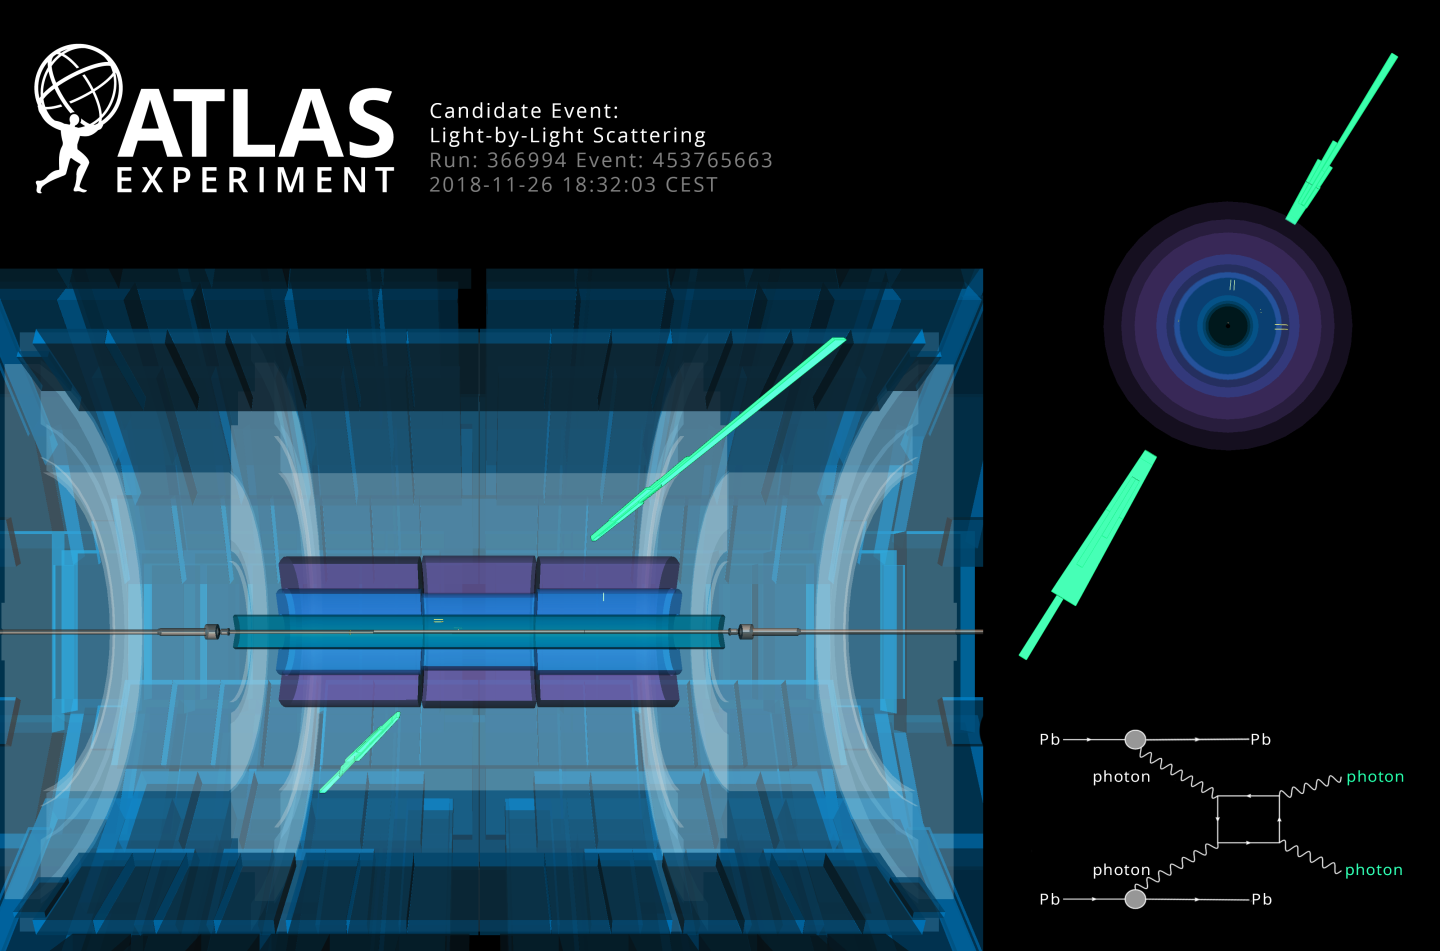 ATLAS
EXPERIMENT
Candidate Event:
Light-by-Light Scattering
Run: 366994 Event: 453765663
2018-11-26 18:32:03 CEST
Pb Pb
photon photon
photon photon
Pb Pb